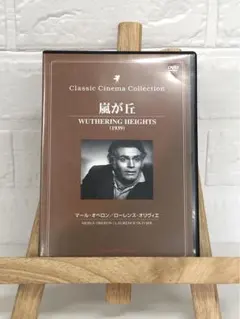 Classic Cinema Collection
DVD
嵐が丘
WUTHERING HEIGHTS
(1939)
マール・オベロン/ローレンス・オリヴィエ